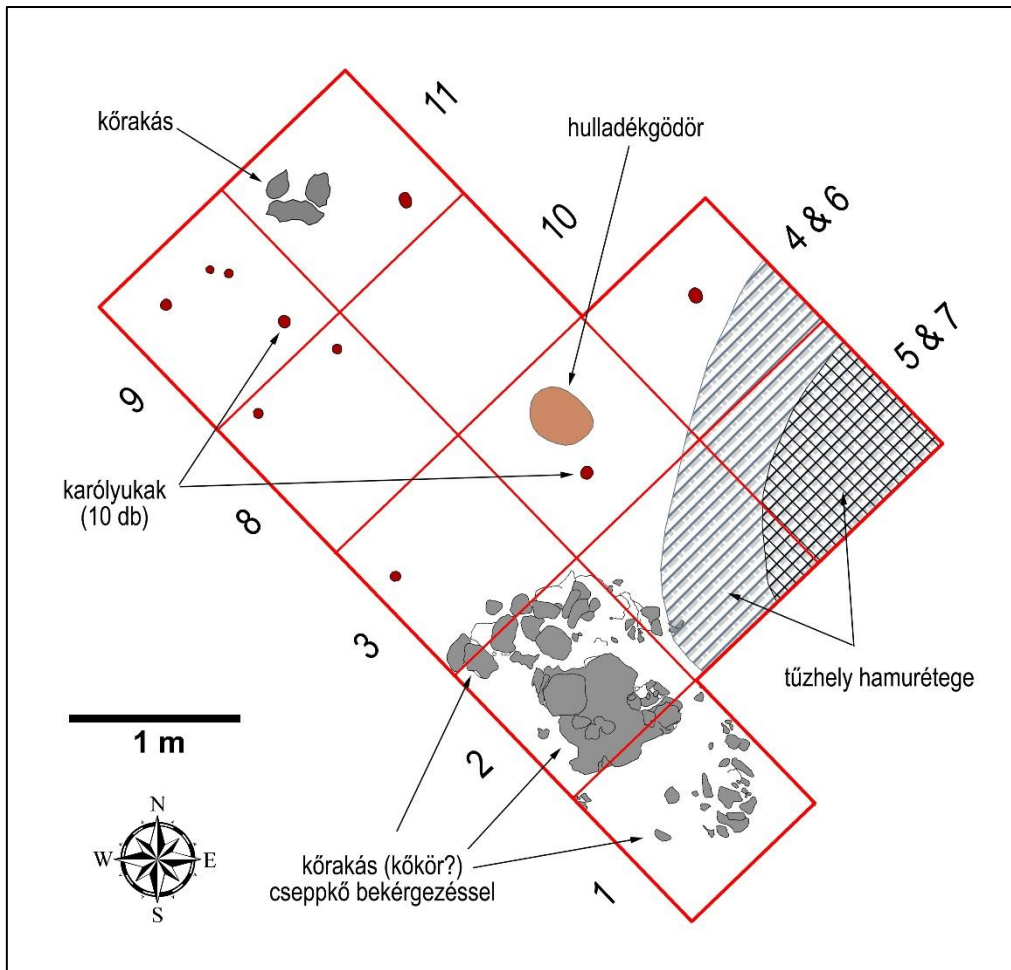 11
kőrakás
hulladékgödör
10
4 & 6
5 & 7
9
karólyukak
(10 db)
8
3
tűzhely hamurétege
1 m
2
N
W
E
S
kőrakás (kőkör?)
cseppkő bekérgezéssel
1